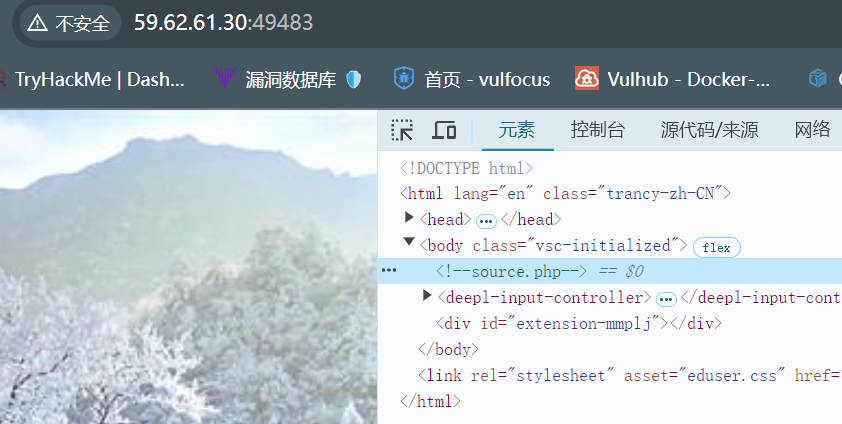 不安全 59.62.61.30:49483
TryHackMe | Dash... 漏洞数据库 首页 - vulfocus Vulhub - Docker-...
元素 控制台 源代码/来源 网络
<!DOCTYPE html>
<html lang="en" class="trancy-zh-CN">
<head> ... </head>
<body class="vsc-initialized"> flex
... <!--source.php--> == $0
<deepl-input-controller> ... </deepl-input-cont
<div id="extension-mmplj"></div>
</body>
<link rel="stylesheet" asset="eduser.css" href=
</html>